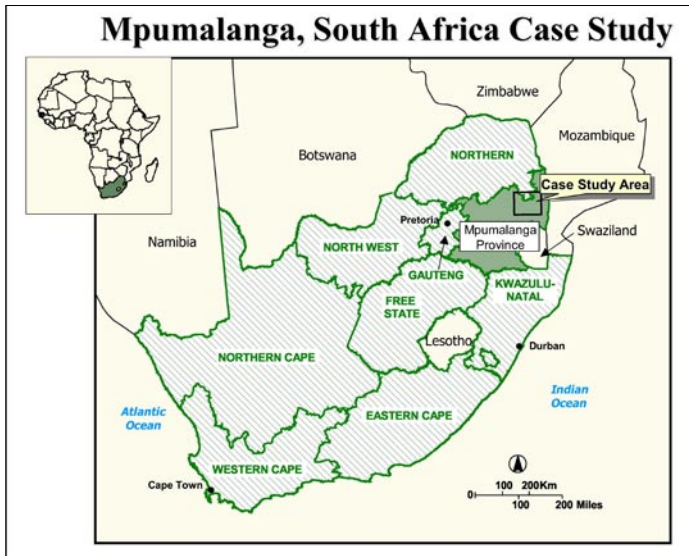 Mpumalanga, South Africa Case Study
Zimbabwe
Mozambique
Botswana
NORTHERN
Case Study Area
Pretoria
Mpumalanga
Province
Swaziland
Namibia
NORTH WEST
GAUTENG
KWAZULU-
NATAL
FREE
STATE
Lesotho
Durban
NORTHERN CAPE
Indian
Ocean
Atlantic
Ocean
EASTERN CAPE
WESTERN CAPE
Cape Town
100 200Km
0 100 200 Miles